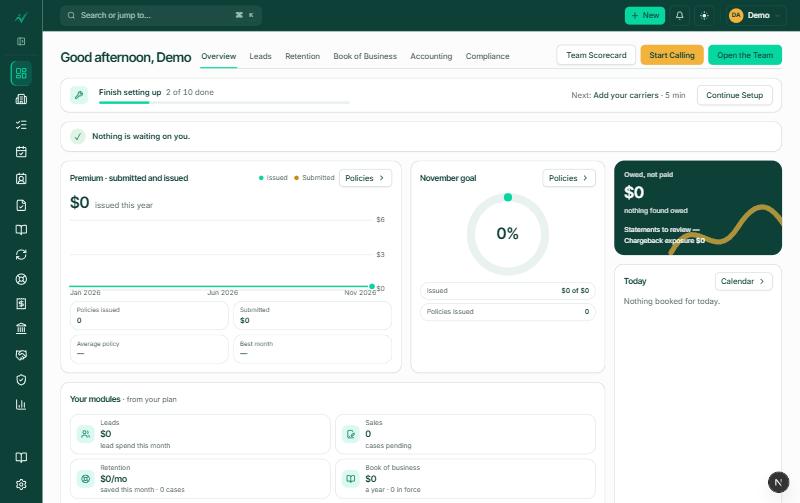 Search or jump to...
⌘ K
New
DA
Demo
Good afternoon, Demo
Overview
Leads
Retention
Book of Business
Accounting
Compliance
Team Scorecard
Start Calling
Open the Team
Finish setting up 2 of 10 done
Next: Add your carriers · 5 min
Continue Setup
Nothing is waiting on you.
Premium · submitted and issued
Issued
Submitted
Policies
$0 issued this year
$6
$3
$0
Jan 2026
Jun 2026
Nov 2026
Policies issued
0
Submitted
$0
Average policy
—
Best month
—
November goal
Policies
0%
Issued
$0 of $0
Policies issued
0
Owed, not paid
$0
nothing found owed
Statements to review —
Chargeback exposure $0
Today
Calendar
Nothing booked for today.
Your modules · from your plan
Leads
$0
lead spend this month
Sales
0
cases pending
Retention
$0/mo
saved this month · 0 cases
Book of business
$0
a year · 0 in force
N